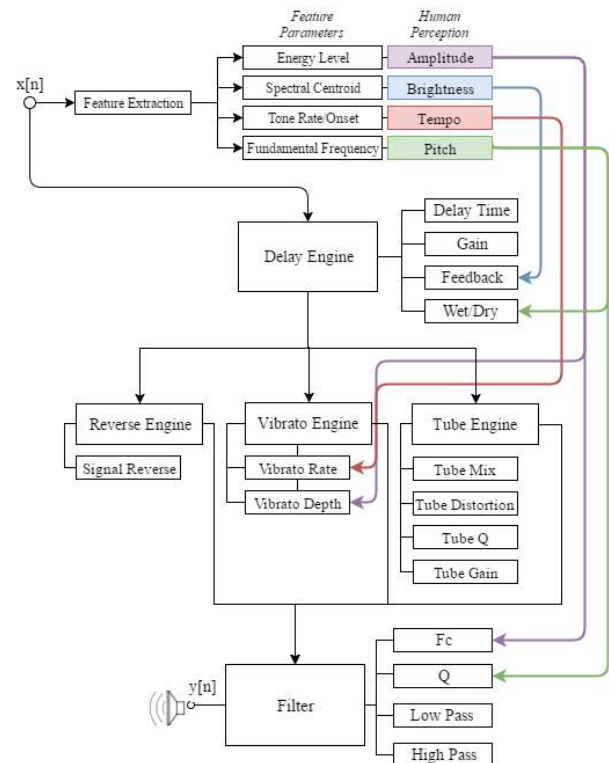 Feature
Parameters
Human
Perception
Energy Level
Amplitude
x[n]
Feature Extraction
Spectral Centroid
Brightness
Tone Rate/Onset
Tempo
Fundamental Frequency
Pitch
Delay Engine
Delay Time
Gain
Feedback
Wet/Dry
Reverse Engine
Vibrato Engine
Tube Engine
Signal Reverse
Vibrato Rate
Vibrato Depth
Tube Mix
Tube Distortion
Tube Q
Tube Gain
Fc
Q
Low Pass
High Pass
y[n]
Filter